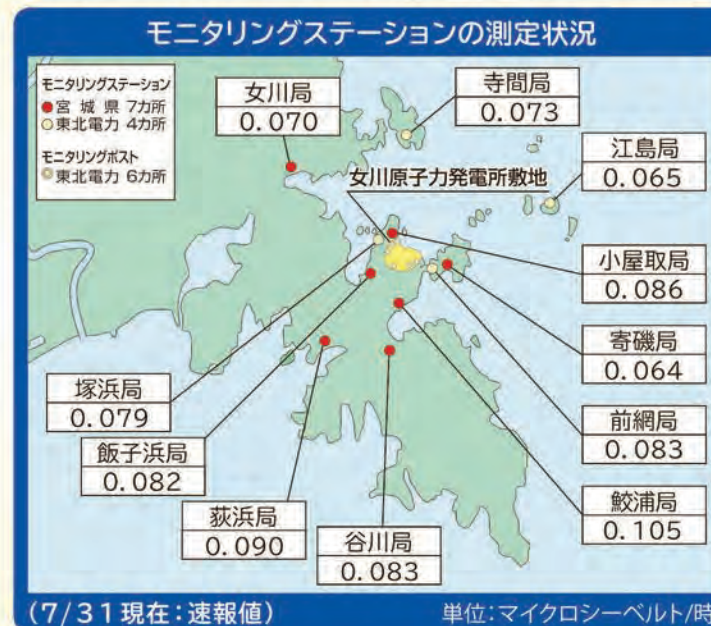 モニタリングステーションの測定状況
モニタリングステーション
宮城県 7カ所
東北電力 4カ所
モニタリングポスト
東北電力 6カ所
女川局
0.070
寺間局
0.073
江島局
0.065
女川原子力発電所敷地
小屋取局
0.086
寄磯局
0.064
前網局
0.083
鮫浦局
0.105
塚浜局
0.079
飯子浜局
0.082
荻浜局
0.090
谷川局
0.083
(7/31現在:速報値)
単位:マイクロシーベルト/時